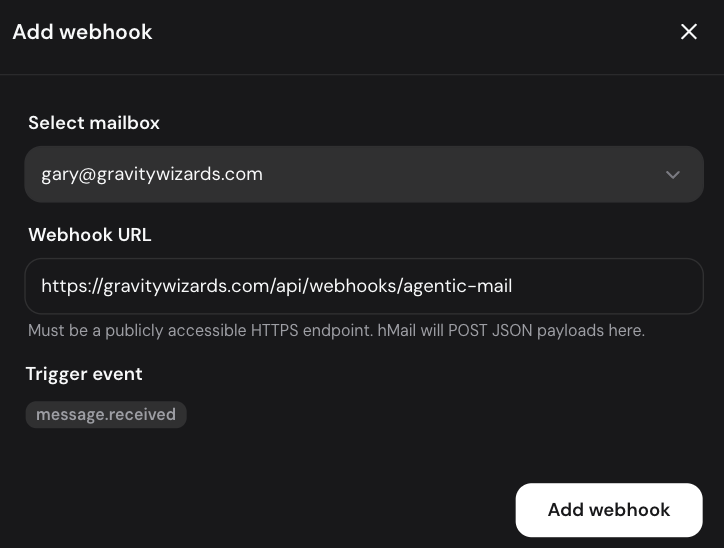 Add webhook
Select mailbox
gary@gravitywizards.com
Webhook URL
https://gravitywizards.com/api/webhooks/agentic-mail
Must be a publicly accessible HTTPS endpoint. hMail will POST JSON payloads here.
Trigger event
message.received
Add webhook